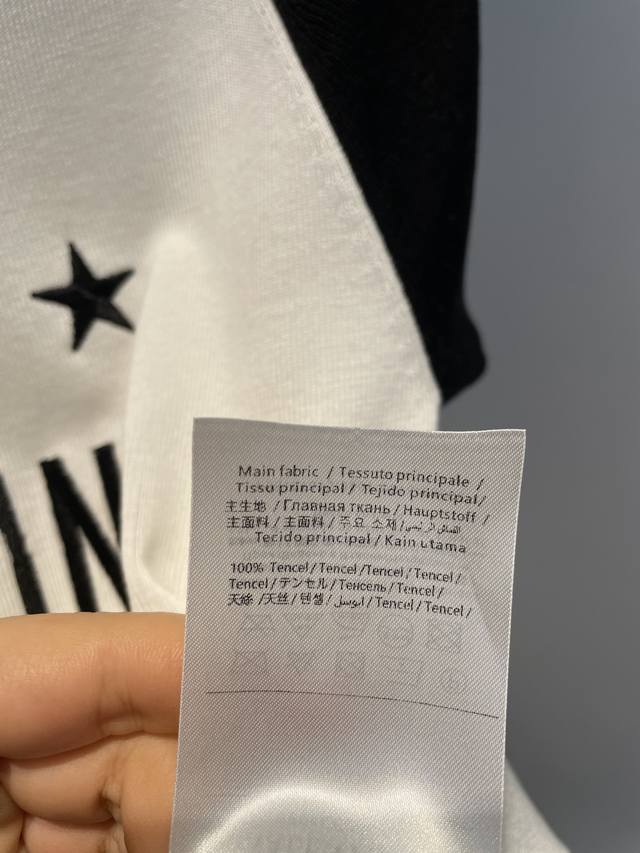 IN
Main fabric / Tessuto principale /
Tissu principal / Tejido principal/
主生地 / Главная ткань / Hauptstoff /
主面料 / 主面料 / 주요 소재 / القماش الرئيسي /
Tecido principal / Kain utama
100% Tencel / Tencel / Tencel / Tencel /
Tencel / テンセル / Тенсель / Tencel /
天絲 / 天丝 / 텐셀 / ايوسل / Tencel / Tencel /